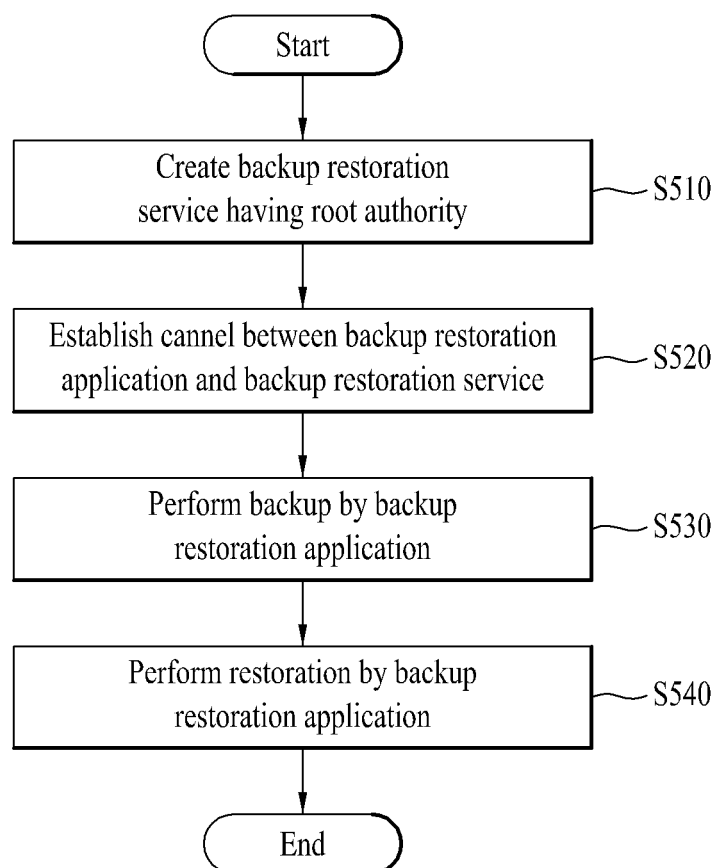 Start
Create backup restoration
service having root authority
S510
Establish cannel between backup restoration
application and backup restoration service
S520
Perform backup by backup
restoration application
S530
Perform restoration by backup
restoration application
S540
End